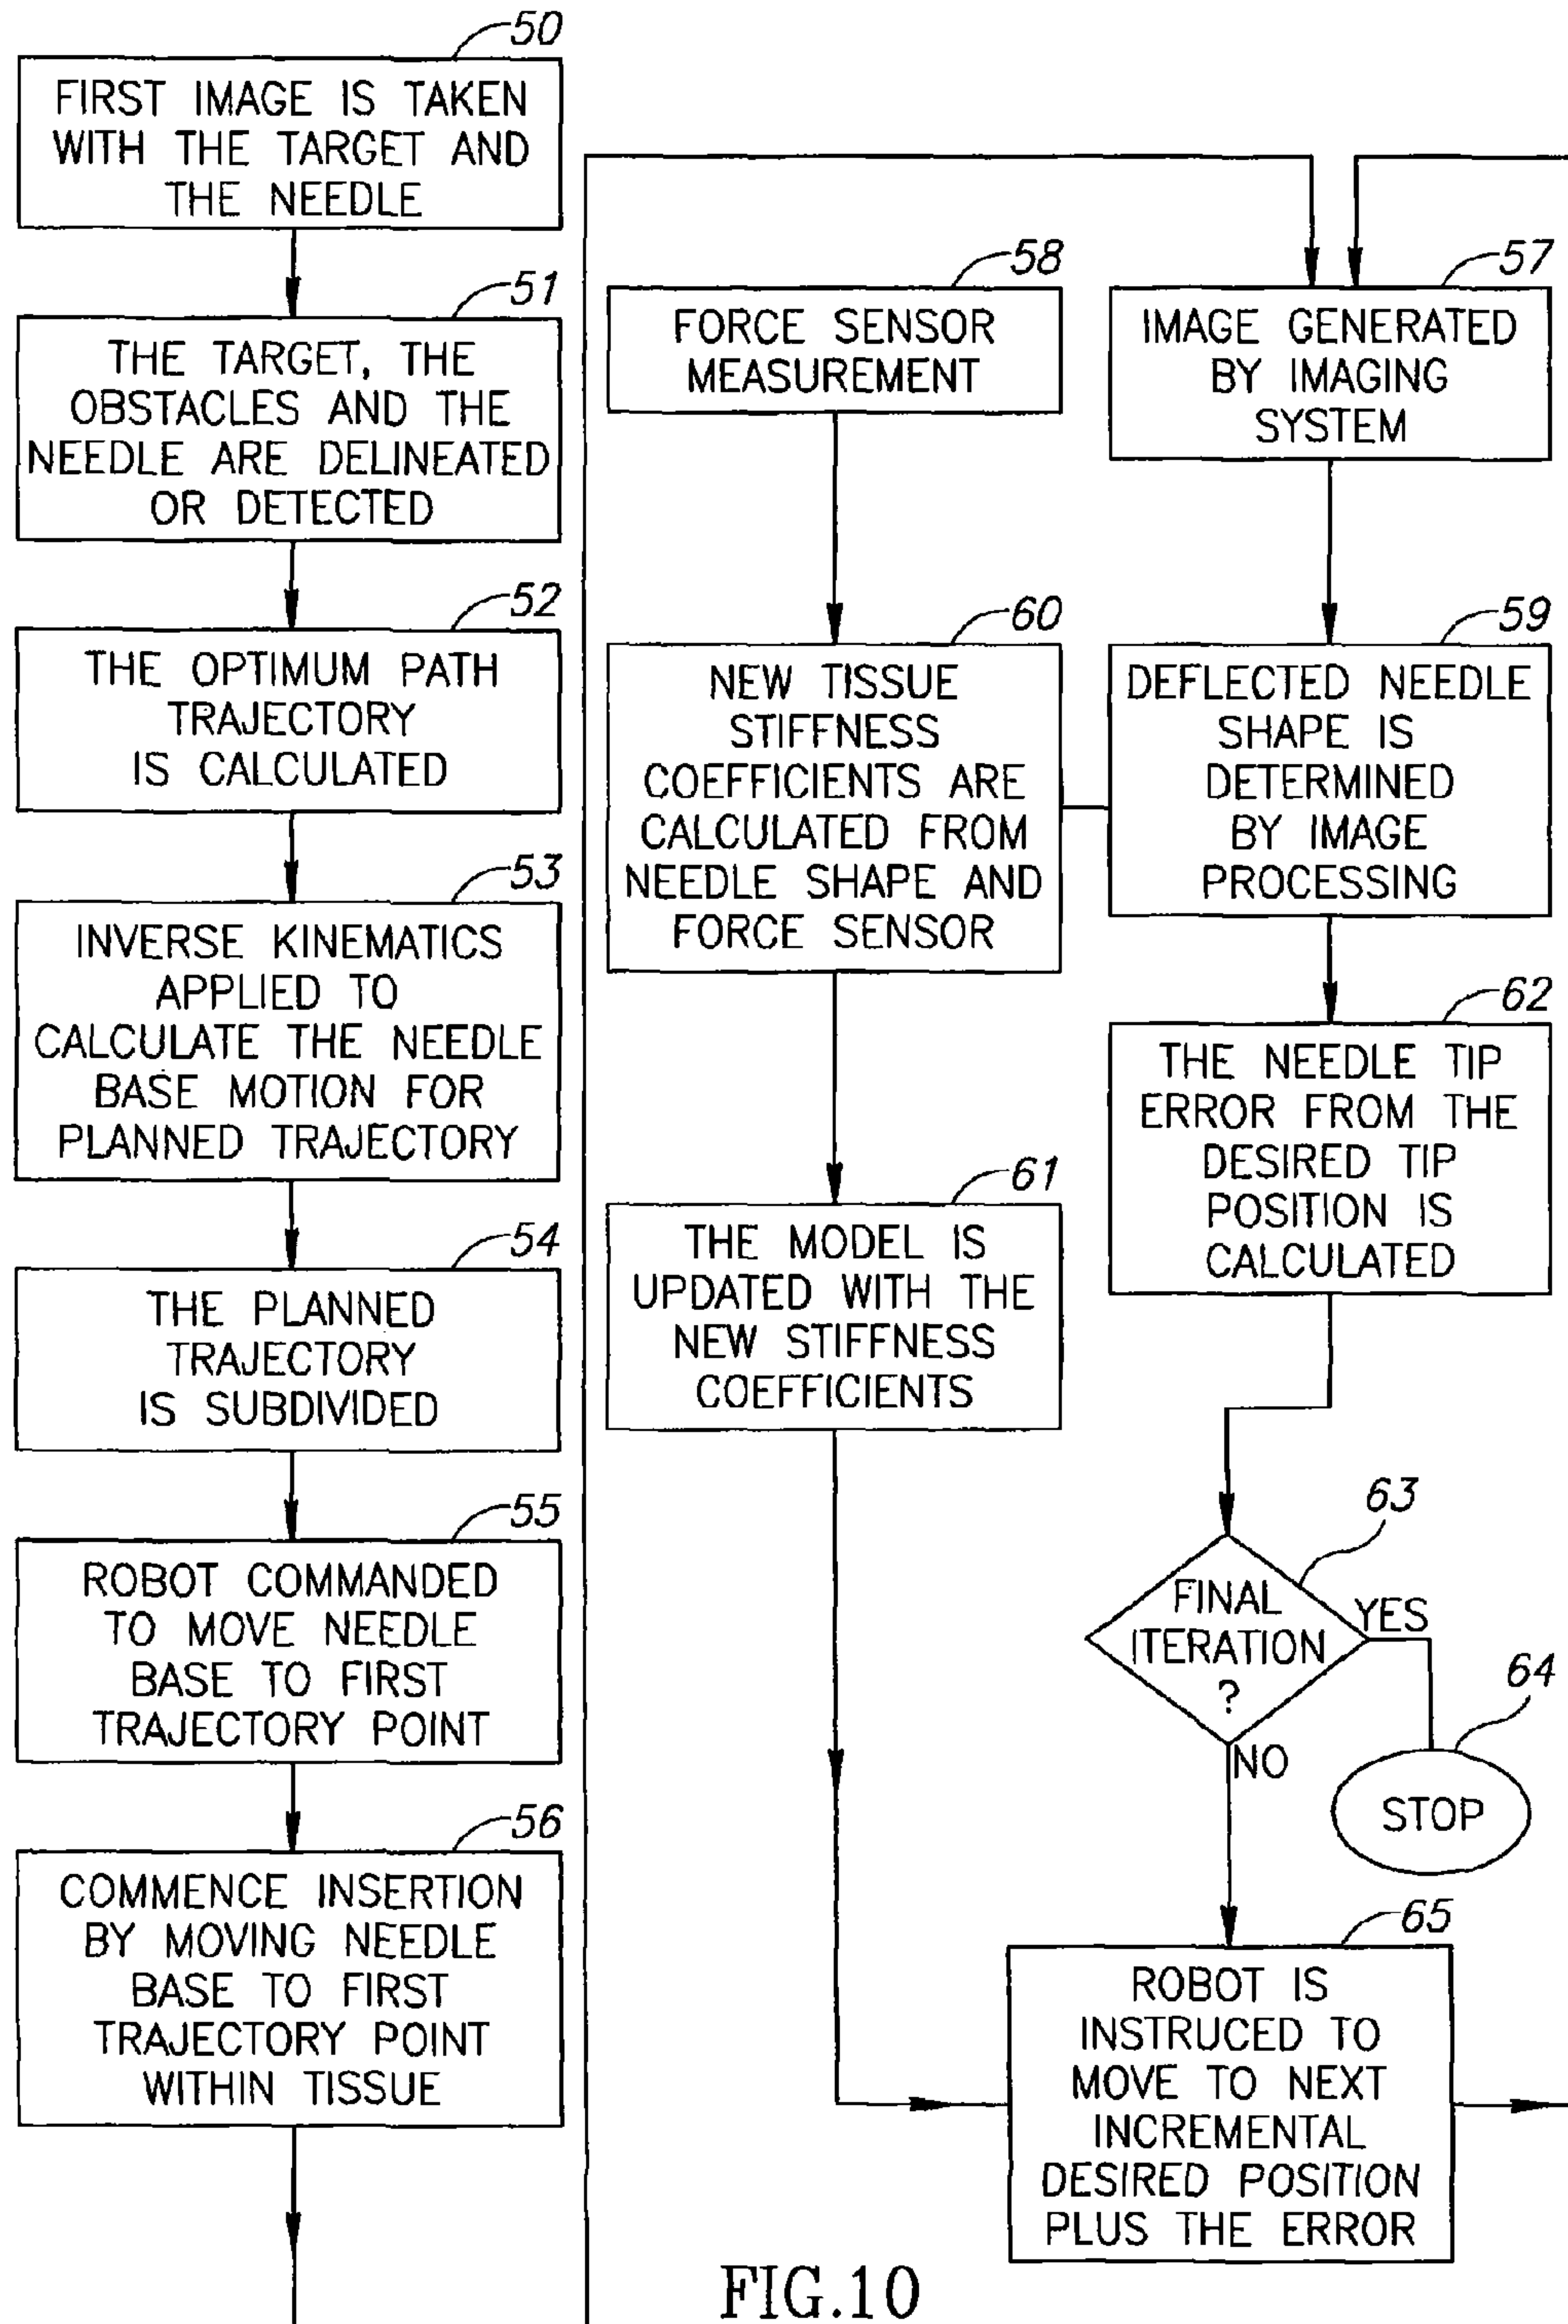 50
FIRST IMAGE IS TAKEN
WITH THE TARGET AND
THE NEEDLE
51
THE TARGET, THE
OBSTACLES AND THE
NEEDLE ARE DELINEATED
OR DETECTED
52
THE OPTIMUM PATH
TRAJECTORY
IS CALCULATED
53
INVERSE KINEMATICS
APPLIED TO
CALCULATE THE NEEDLE
BASE MOTION FOR
PLANNED TRAJECTORY
54
THE PLANNED
TRAJECTORY
IS SUBDIVIDED
55
ROBOT COMMANDED
TO MOVE NEEDLE
BASE TO FIRST
TRAJECTORY POINT
56
COMMENCE INSERTION
BY MOVING NEEDLE
BASE TO FIRST
TRAJECTORY POINT
WITHIN TISSUE
58
FORCE SENSOR
MEASUREMENT
60
NEW TISSUE
STIFFNESS
COEFFICIENTS ARE
CALCULATED FROM
NEEDLE SHAPE AND
FORCE SENSOR
61
THE MODEL IS
UPDATED WITH THE
NEW STIFFNESS
COEFFICIENTS
57
IMAGE GENERATED
BY IMAGING
SYSTEM
59
DEFLECTED NEEDLE
SHAPE IS
DETERMINED
BY IMAGE
PROCESSING
62
THE NEEDLE TIP
ERROR FROM THE
DESIRED TIP
POSITION IS
CALCULATED
63
FINAL
ITERATION
?
YES
NO
64
STOP
65
ROBOT IS
INSTRUCED TO
MOVE TO NEXT
INCREMENTAL
DESIRED POSITION
PLUS THE ERROR
FIG.10